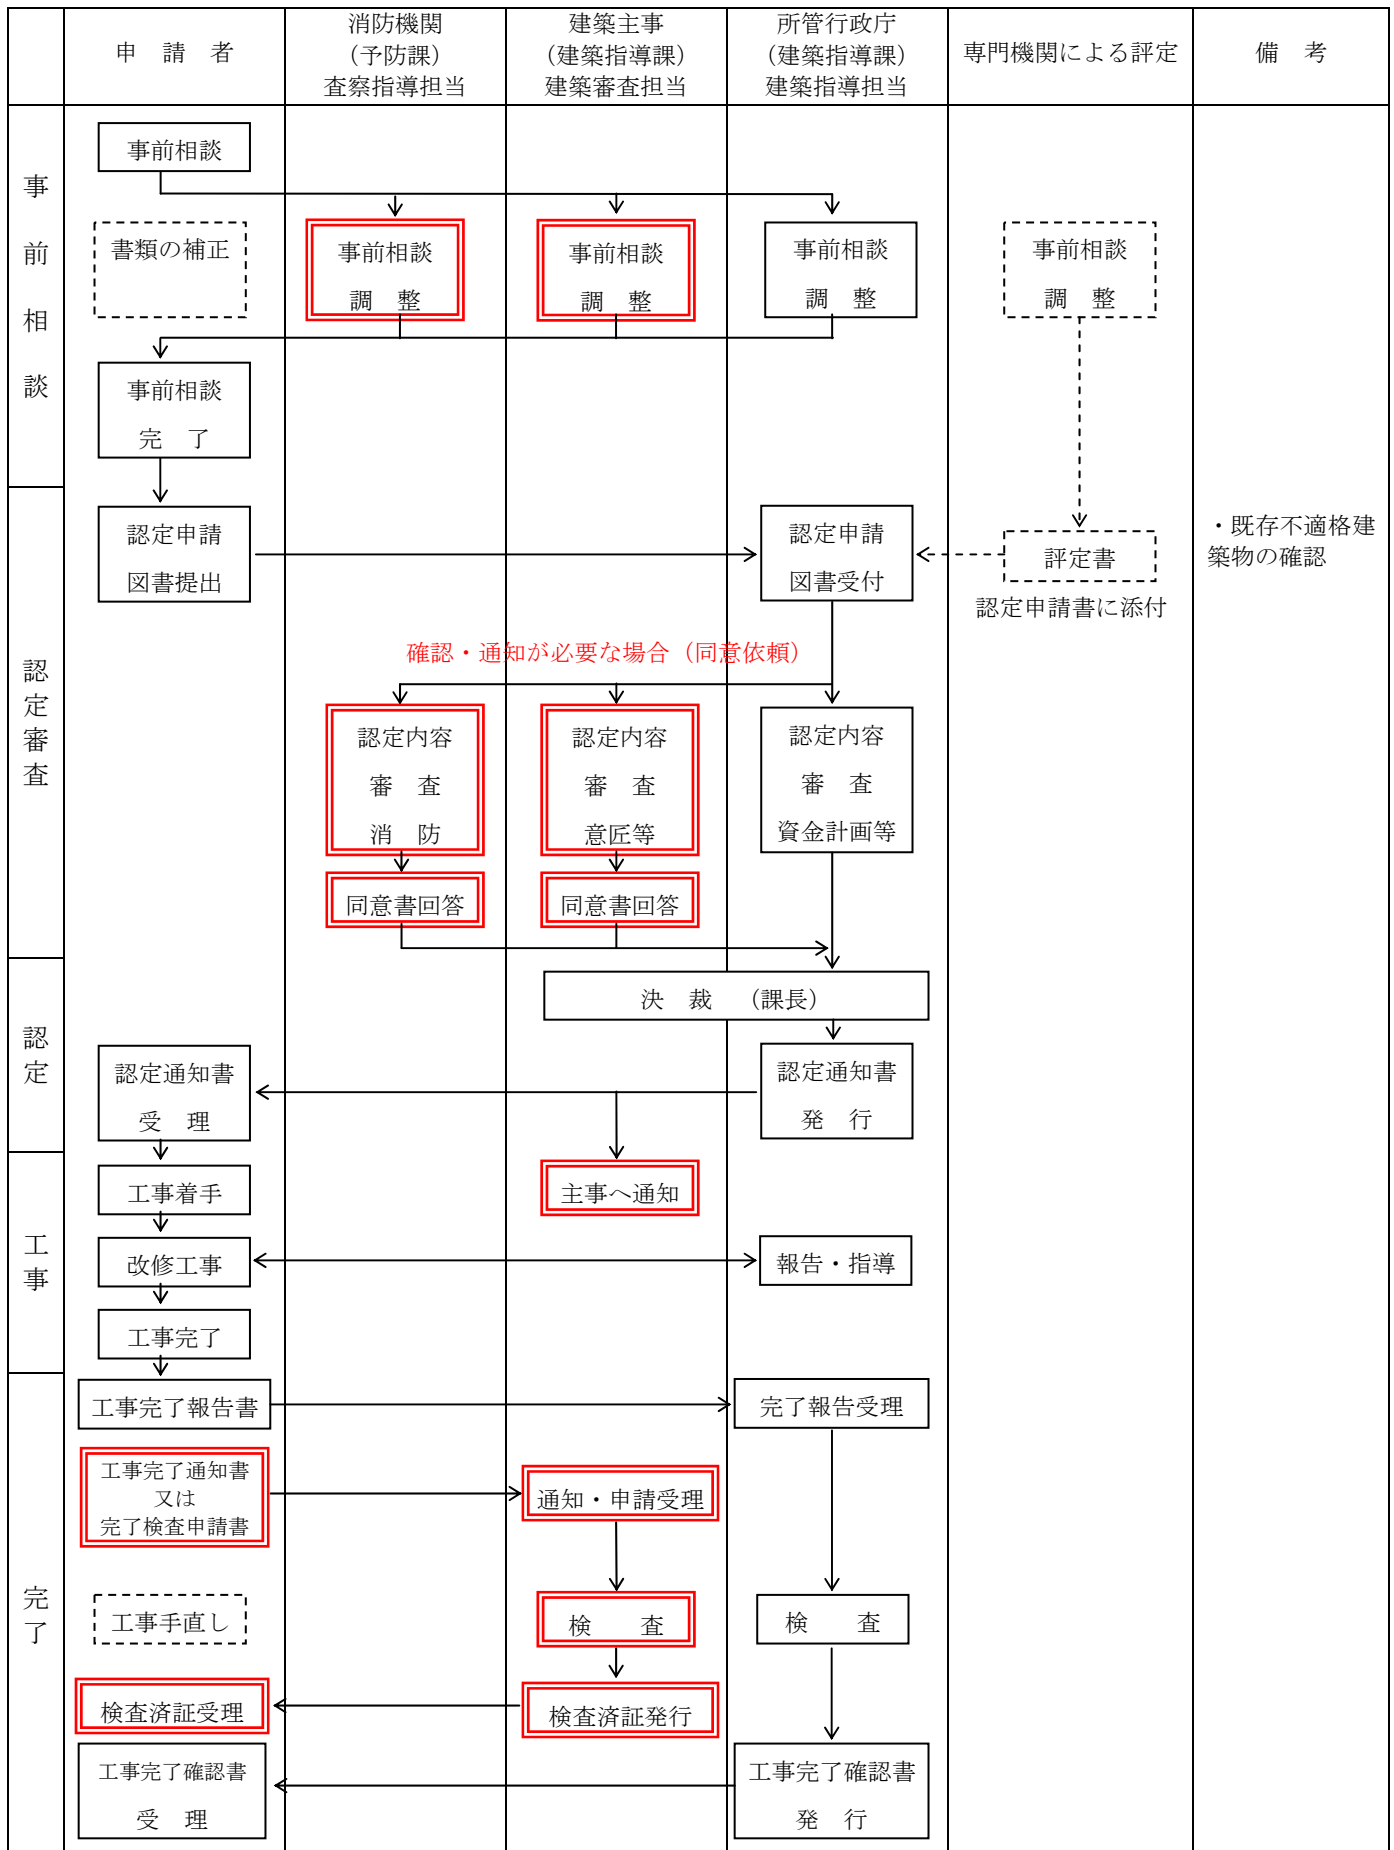 申　請　者
消防機関
（予防課）
査察指導担当
建築主事
（建築指導課）
建築審査担当
所管行政庁
（建築指導課）
建築指導担当
専門機関による評定
備　考
事前相談
事前相談
書類の補正
事前相談
調　整
事前相談
調　整
事前相談
調　整
事前相談
調　整
事前相談
完　了
認定審査
認定申請
図書提出
認定申請
図書受付
評定書
認定申請書に添付
・既存不適格建
築物の確認
確認・通知が必要な場合（同意依頼）
認定内容
審　査
消　防
認定内容
審　査
意匠等
認定内容
審　査
資金計画等
同意書回答
同意書回答
認定
決　裁　（課長）
認定通知書
受　理
認定通知書
発　行
工事
工事着手
主事へ通知
改修工事
報告・指導
工事完了
完了
工事完了報告書
完了報告受理
工事完了通知書
又は
完了検査申請書
通知・申請受理
工事手直し
検　　査
検　　査
検査済証受理
検査済証発行
工事完了確認書
受　理
工事完了確認書
発　行